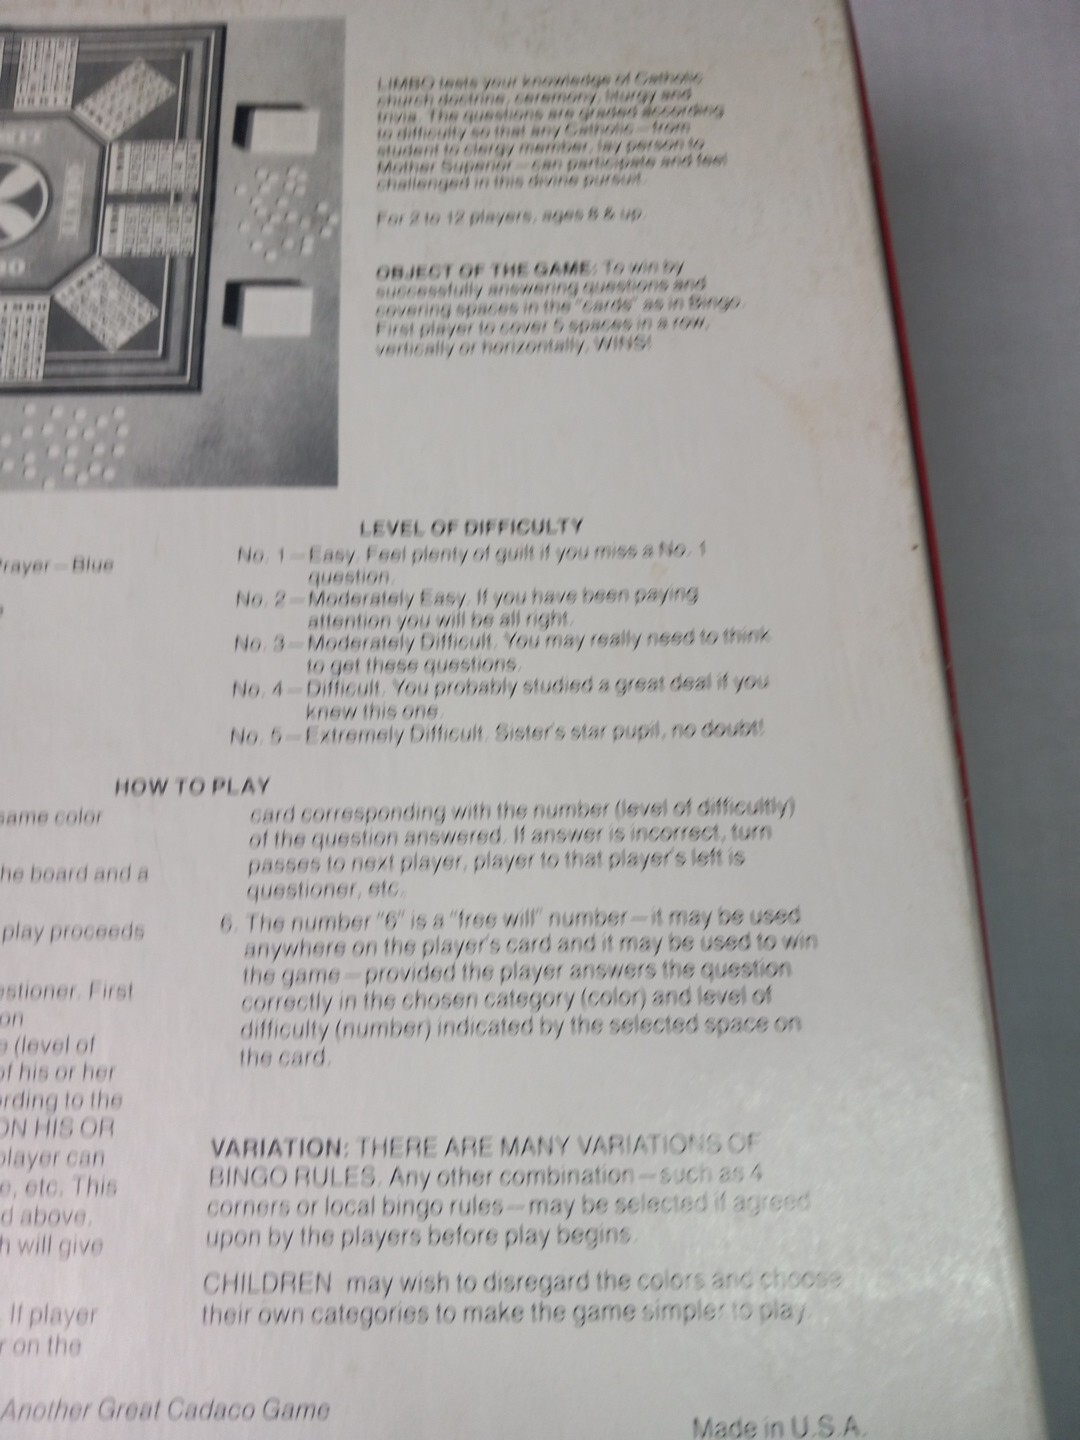 LIMBO tests your knowledge of Catholic
church doctrine, ceremony, liturgy and
trivia. The questions are graded according
to difficulty so that any Catholic—from
student to clergy member, lay person to
Mother Superior—can participate and feel
challenged in this divine pursuit.
For 2 to 12 players, ages 8 & up.
OBJECT OF THE GAME: To win by
successfully answering questions and
covering spaces in the "cards" as in Bingo.
First player to cover 5 spaces in a row,
vertically or horizontally, WINS!
Prayer—Blue
LEVEL OF DIFFICULTY
No. 1—Easy. Feel plenty of guilt if you miss a No. 1
question.
No. 2—Moderately Easy. If you have been paying
attention you will be all right.
No. 3—Moderately Difficult. You may really need to think
to get these questions.
No. 4—Difficult. You probably studied a great deal if you
knew this one.
No. 5—Extremely Difficult. Sister's star pupil, no doubt!
HOW TO PLAY
same color
he board and a
play proceeds
estioner. First
on
e (level of
of his or her
ording to the
ON HIS OR
player can
e, etc. This
d above,
h will give
. If player
r on the
card corresponding with the number (level of difficultly)
of the question answered. If answer is incorrect, turn
passes to next player, player to that player's left is
questioner, etc.
6. The number "6" is a "free will" number—it may be used
anywhere on the player's card and it may be used to win
the game—provided the player answers the question
correctly in the chosen category (color) and level of
difficulty (number) indicated by the selected space on
the card.
VARIATION: THERE ARE MANY VARIATIONS OF
BINGO RULES. Any other combination—such as 4
corners or local bingo rules—may be selected if agreed
upon by the players before play begins.
CHILDREN may wish to disregard the colors and choose
their own categories to make the game simpler to play.
Another Great Cadaco Game
Made in U.S.A.